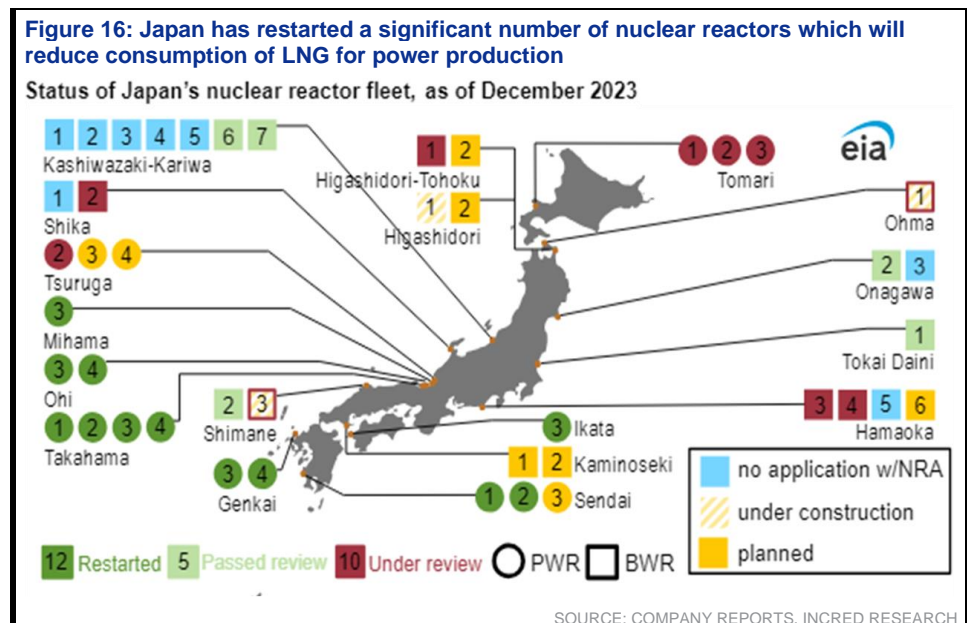 Figure 16: Japan has restarted a significant number of nuclear reactors which will
reduce consumption of LNG for power production
Status of Japan's nuclear reactor fleet, as of December 2023
1 2 3 4 5 6 7
Kashiwazaki-Kariwa
1 2
Shika
2 3 4
Tsuruga
3
Mihama
3 4
Ohi
1 2 3 4
Takahama
2 3
Shimane
3 4
Genkai
1 2
Higashidori-Tohoku
1 2
Higashidori
1 2 3
Tomari
eia
1
Ohma
2 3
Onagawa
1
Tokai Daini
3 4 5 6
Hamaoka
3 Ikata
1 2 Kaminoseki
1 2 3 Sendai
no application w/NRA
under construction
planned
12 Restarted 5 Passed review 10 Under review PWR BWR
SOURCE: COMPANY REPORTS, INCRED RESEARCH